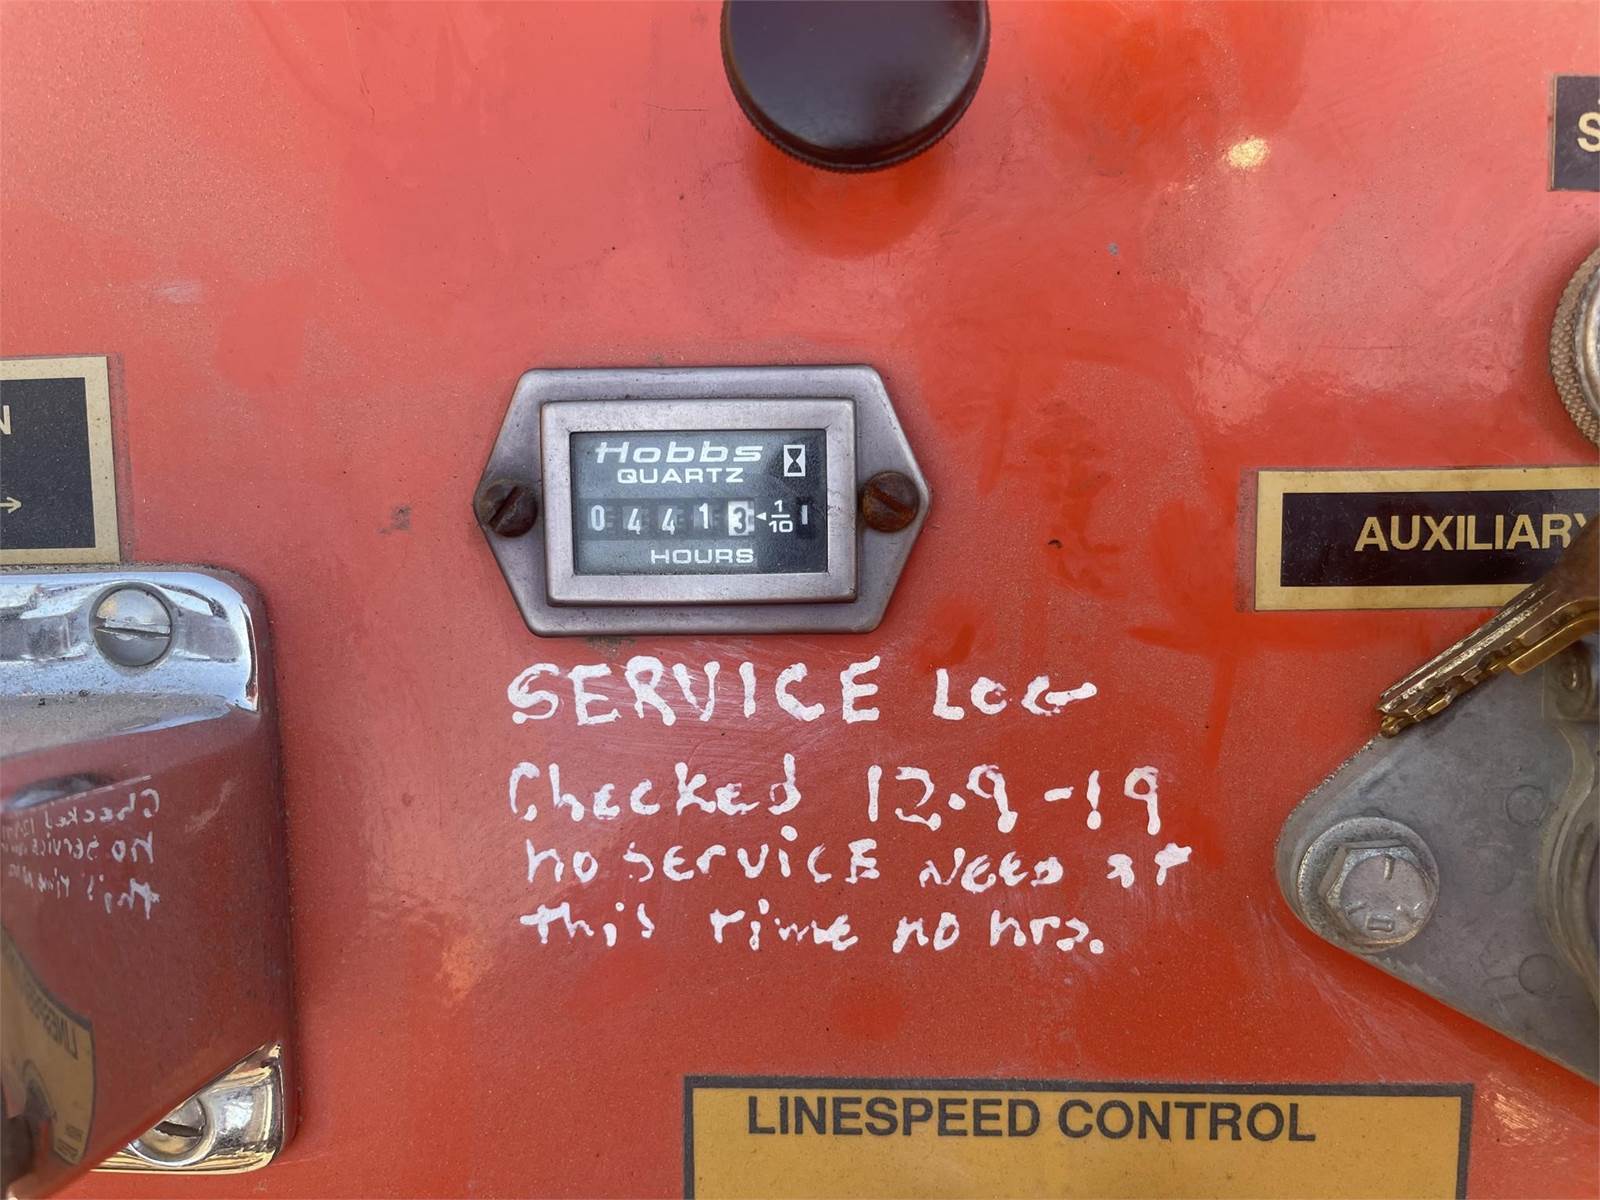 Hobbs
QUARTZ
0 4 4 1 3 1/10
HOURS
AUXILIARY
SERVICE LOG
Checked 12-9-19
no SERVICE NEED at
this time no hrs.
LINESPEED CONTROL